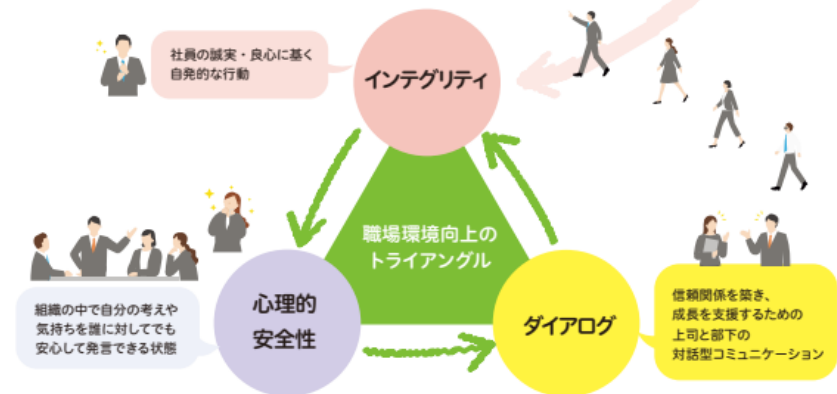 社員の誠実・良心に基く
自発的な行動
インテグリティ
職場環境向上の
トライアングル
心理的
安全性
組織の中で自分の考えや
気持ちを誰に対してでも
安心して発言できる状態
ダイアログ
信頼関係を築き、
成長を支援するための
上司と部下の
対話型コミュニケーション